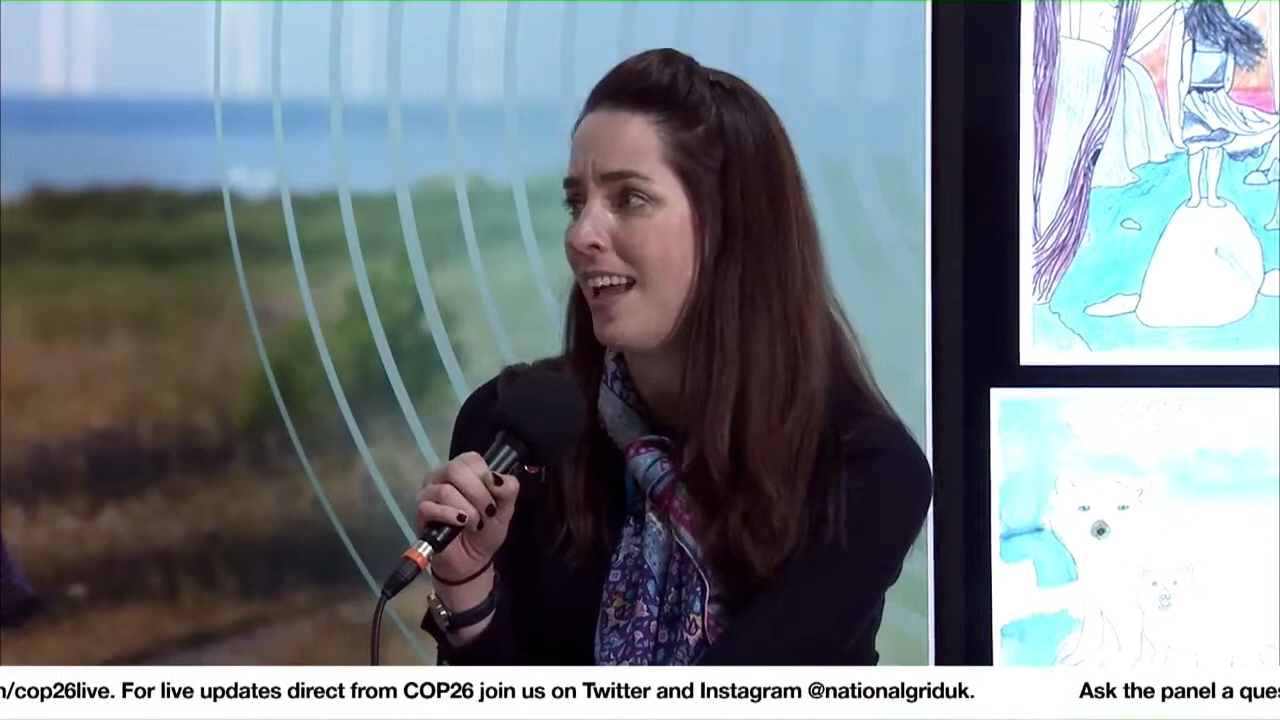 n/cop26live. For live updates direct from COP26 join us on Twitter and Instagram @nationalgriduk. Ask the panel a ques